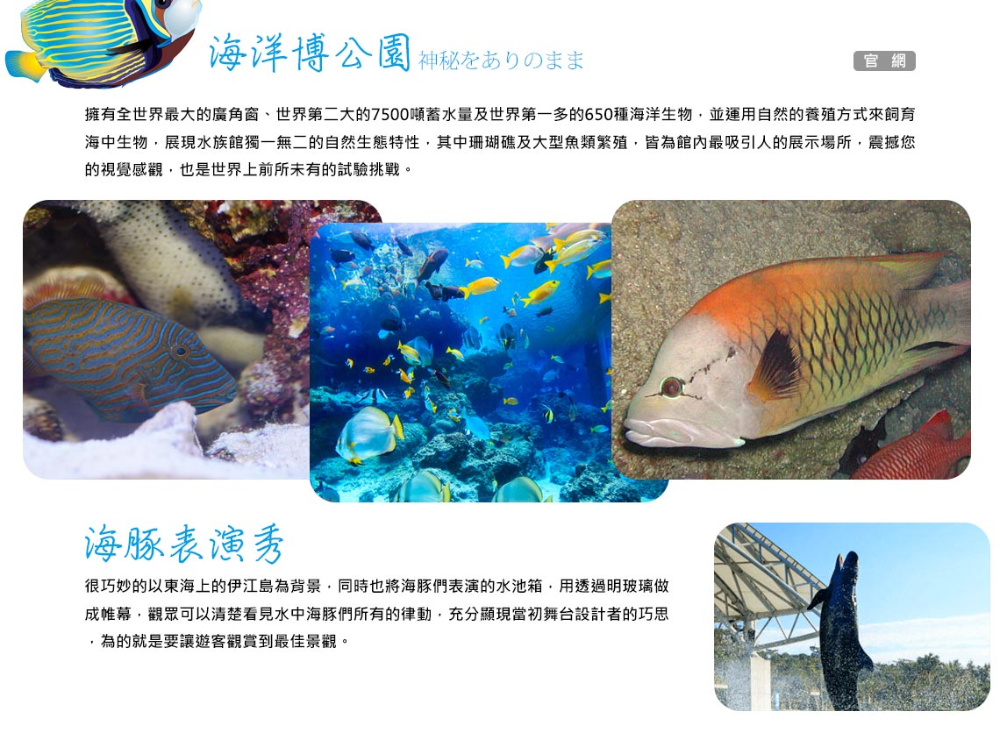 海洋博公園 神秘をありのまま
官 網
擁有全世界最大的廣角窗、世界第二大的7500噸蓄水量及世界第一多的650種海洋生物，並運用自然的養殖方式來飼育
海中生物，展現水族館獨一無二的自然生態特性，其中珊瑚礁及大型魚類繁殖，皆為館內最吸引人的展示場所，震撼您
的視覺感觀，也是世界上前所未有的試驗挑戰。
海豚表演秀
很巧妙的以東海上的伊江島為背景，同時也將海豚們表演的水池箱，用透過明玻璃做
成帷幕，觀眾可以清楚看見水中海豚們所有的律動，充分顯現當初舞台設計者的巧思
，為的就是要讓遊客觀賞到最佳景觀。